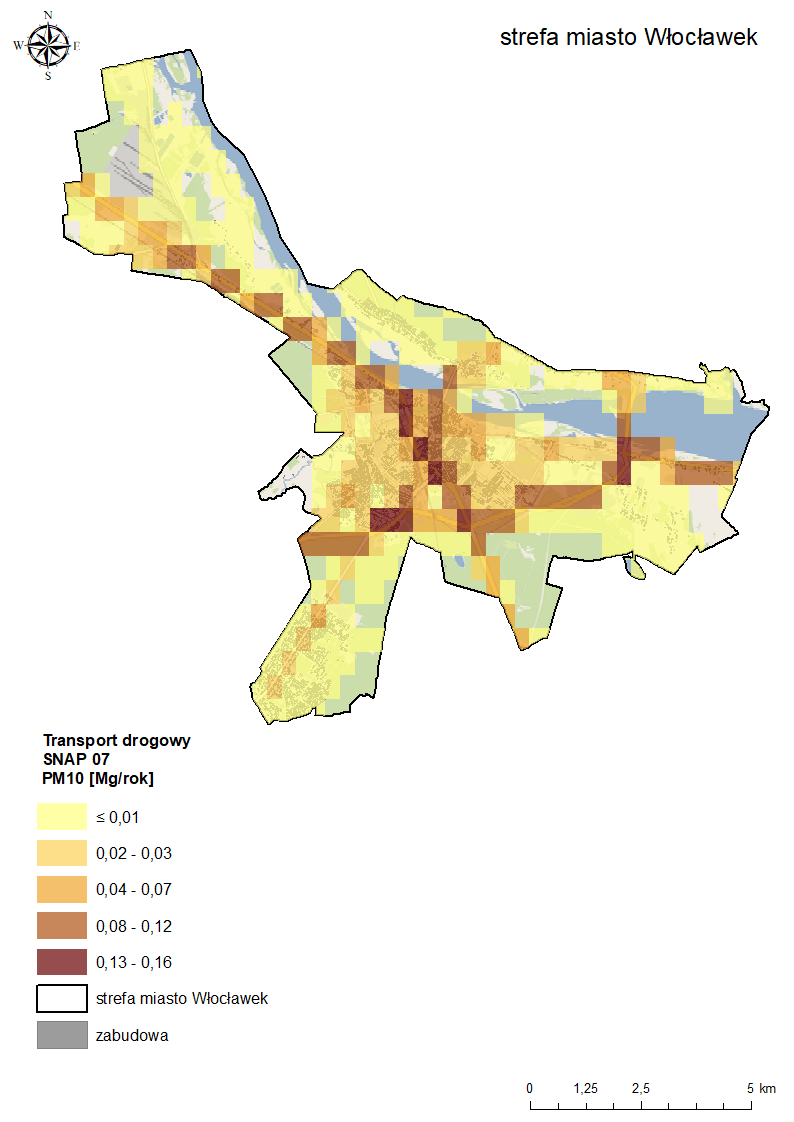 N
W E
S
strefa miasto Włocławek
Transport drogowy
SNAP 07
PM10 [Mg/rok]
≤ 0,01
0,02 - 0,03
0,04 - 0,07
0,08 - 0,12
0,13 - 0,16
strefa miasto Włocławek
zabudowa
0 1,25 2,5 5 km